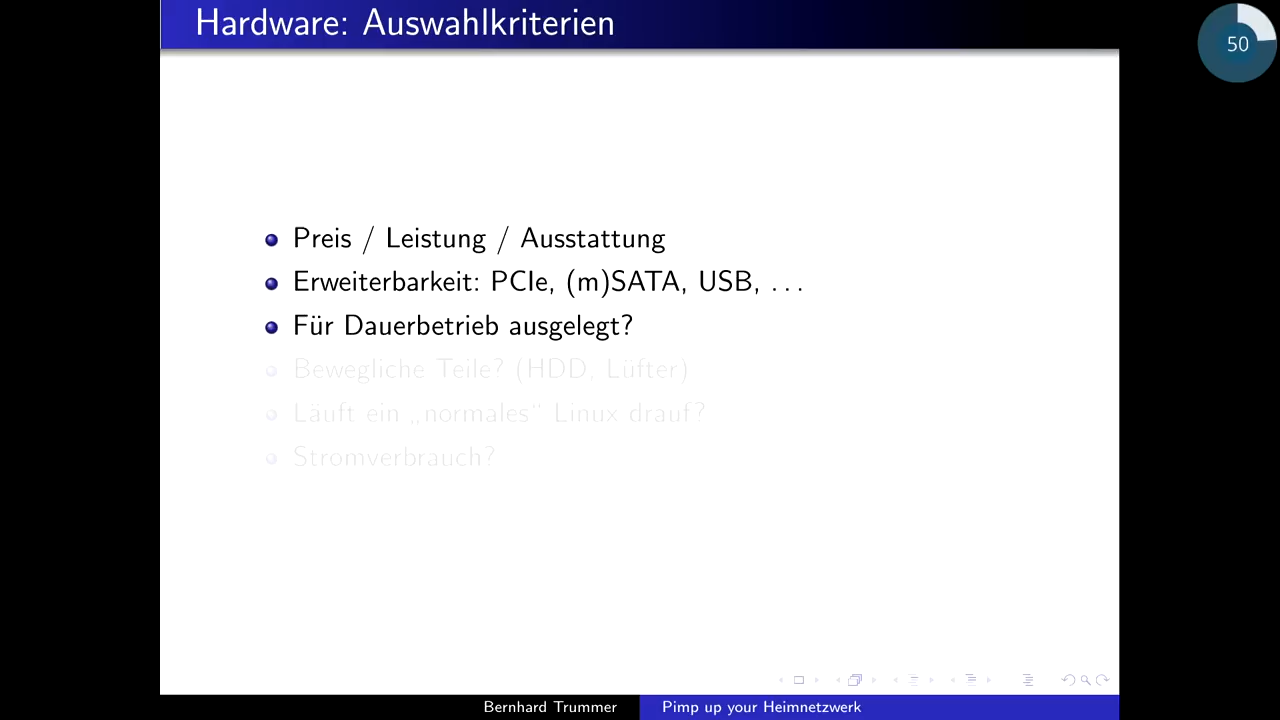 Hardware: Auswahlkriterien
50
Preis / Leistung / Ausstattung
Erweiterbarkeit: PCIe, (m)SATA, USB, ...
Für Dauerbetrieb ausgelegt?
Bewegliche Teile? (HDD, Lüfter)
Läuft ein „normales“ Linux drauf?
Stromverbrauch?
Bernhard Trummer
Pimp up your Heimnetzwerk